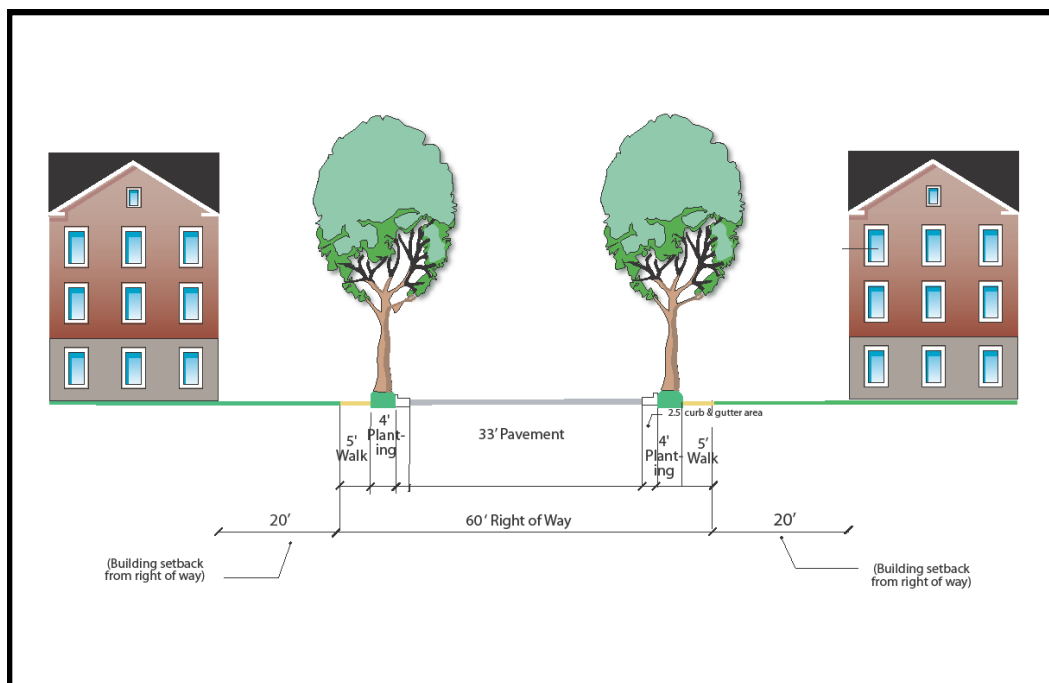 2.5 curb & gutter area
4'
Plant-
ing
33' Pavement
5'
Walk
4'
Plant-
ing
5'
Walk
20'
60' Right of Way
20'
(Building setback
from right of way)
(Building setback
from right of way)